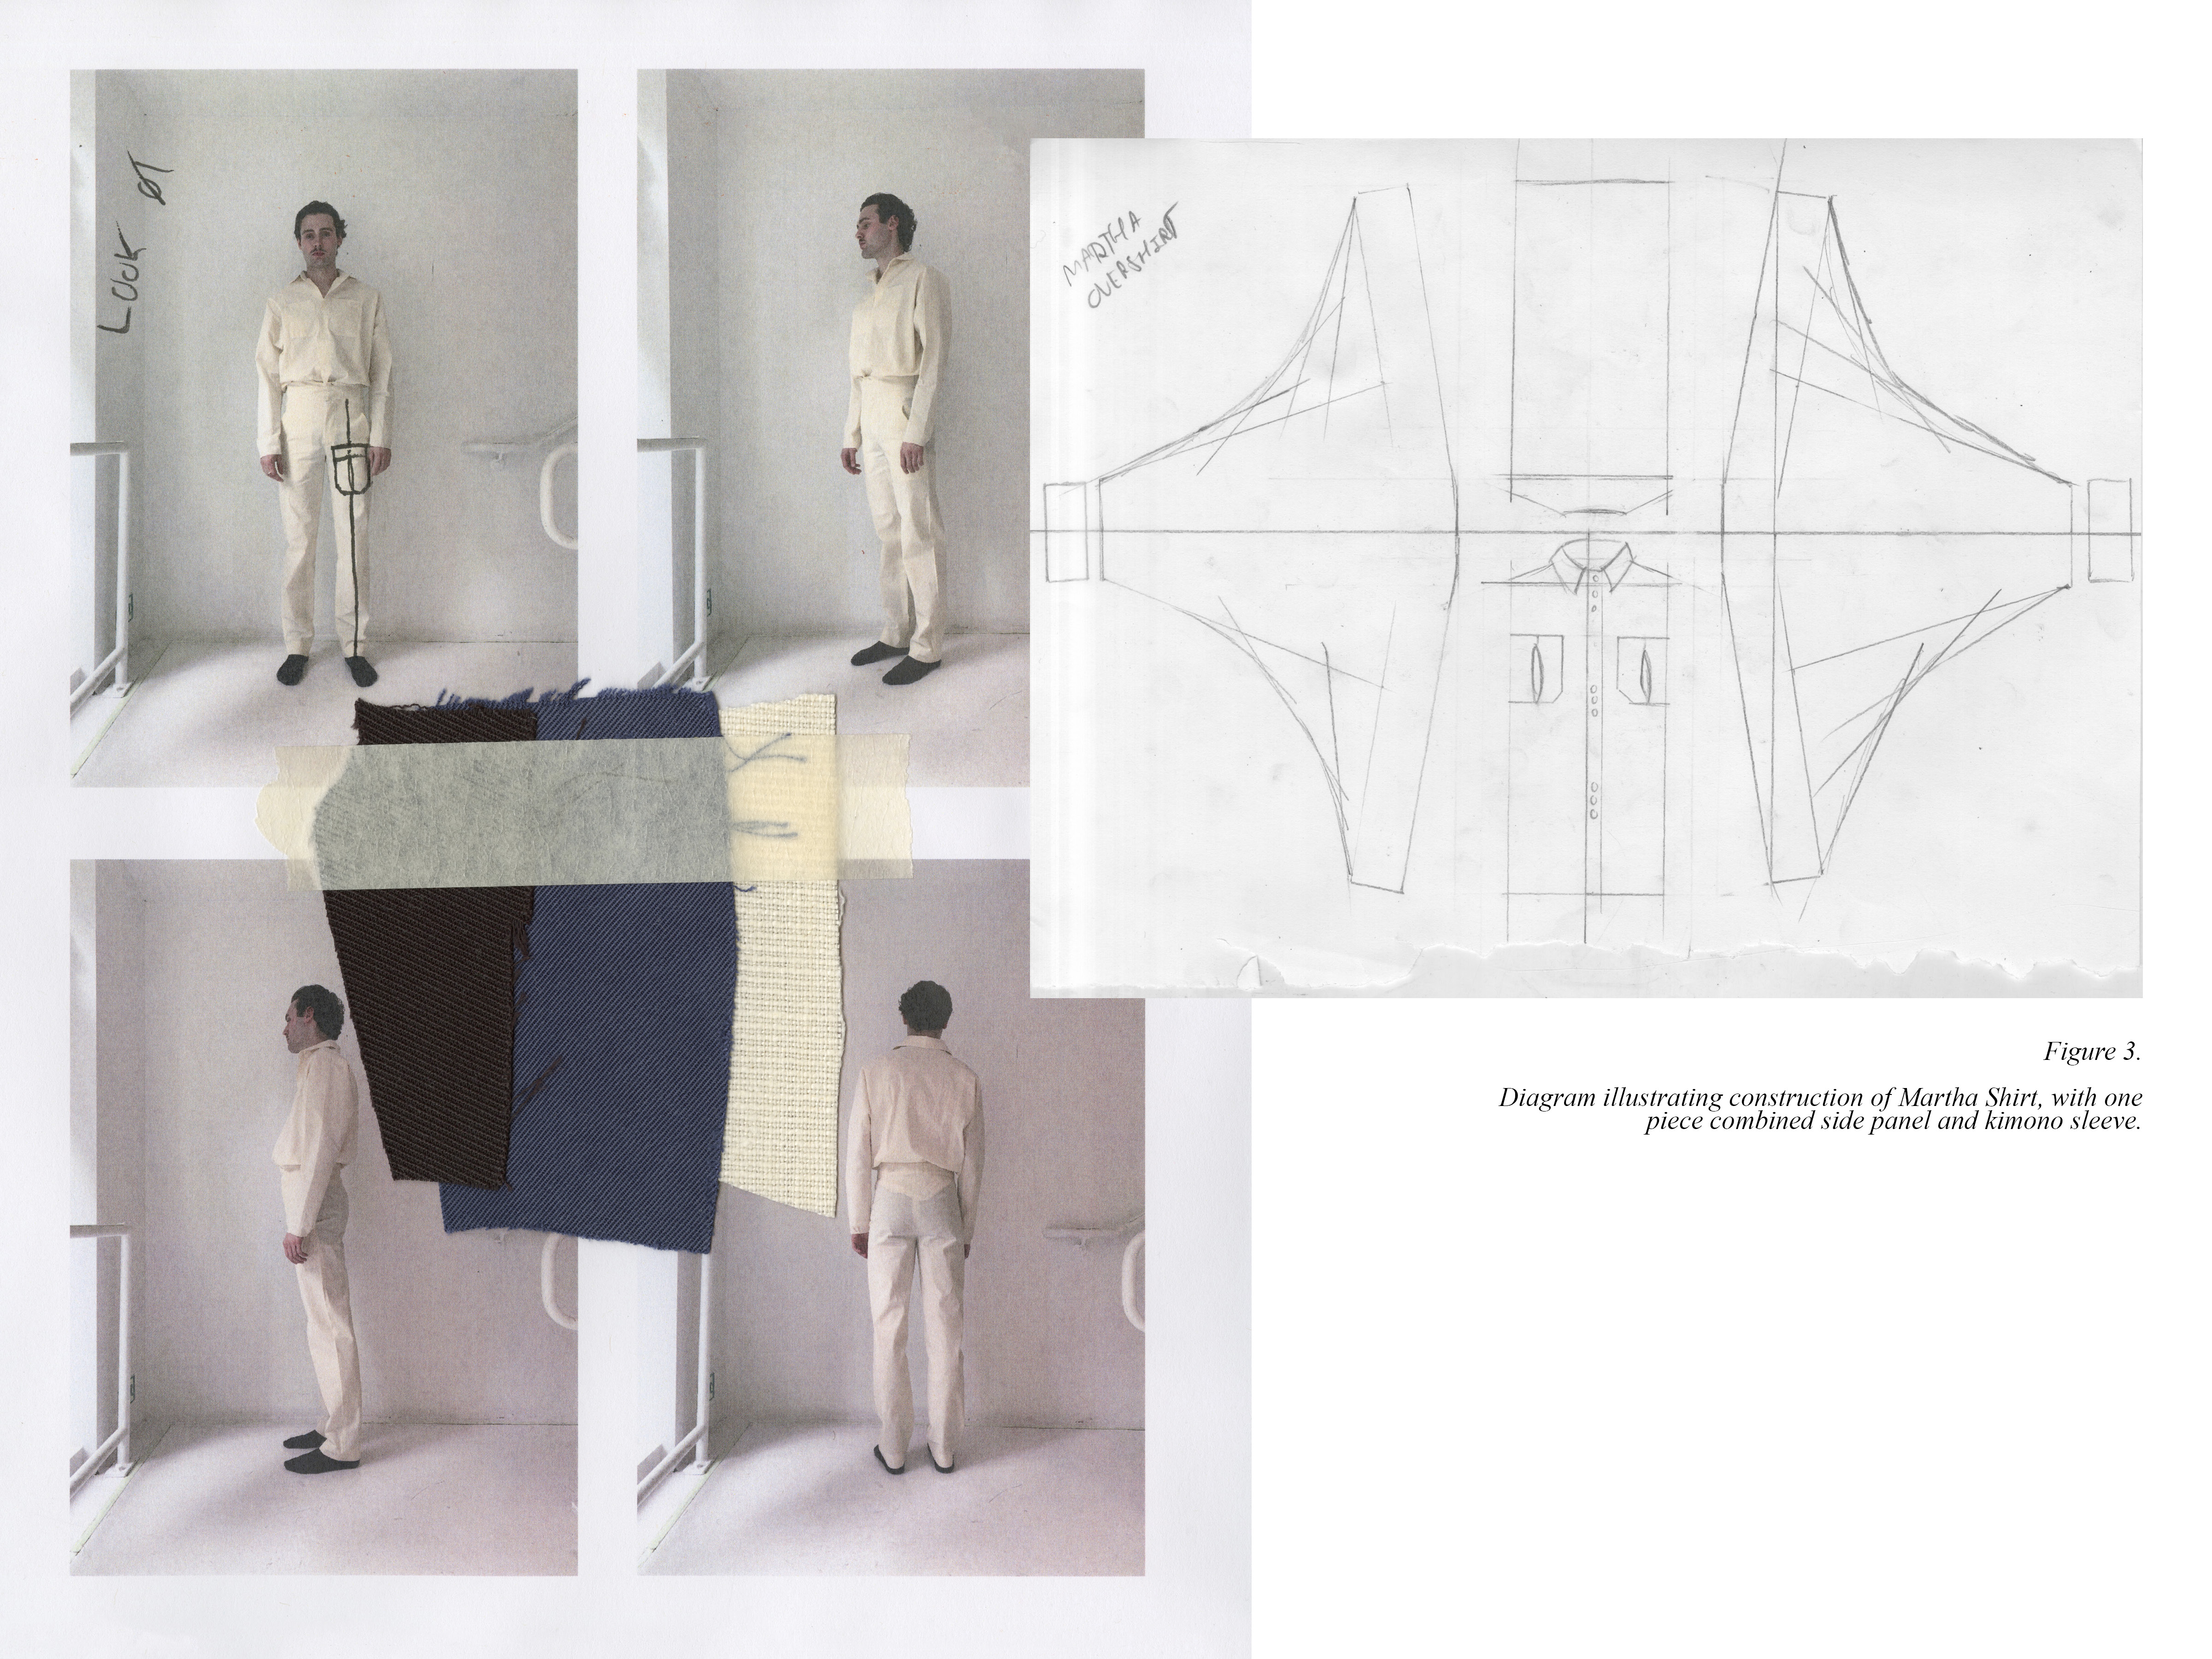 LOOK 01
MARTHA
OVERSHIRT
Figure 3.
Diagram illustrating construction of Martha Shirt, with one
piece combined side panel and kimono sleeve.